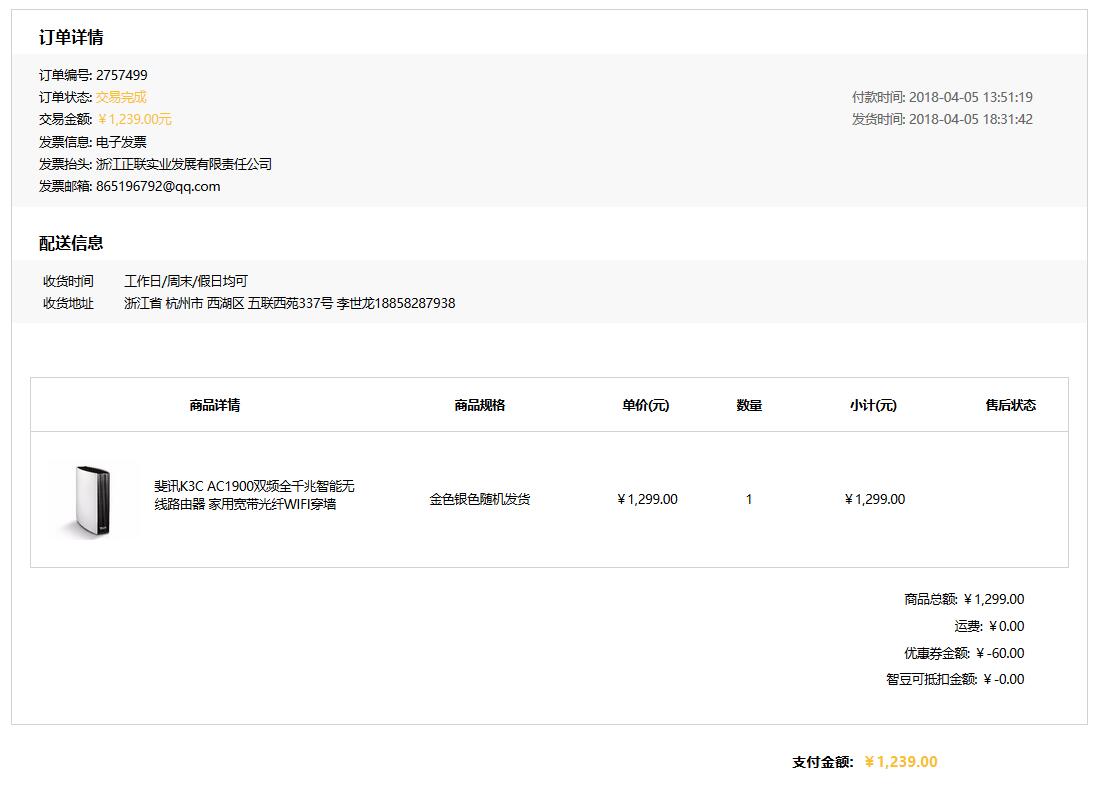 订单详情
订单编号: 2757499
订单状态: 交易完成
付款时间: 2018-04-05 13:51:19
交易金额: ￥1,239.00元
发货时间: 2018-04-05 18:31:42
发票信息: 电子发票
发票抬头: 浙江正联实业发展有限责任公司
发票邮箱: 865196792@qq.com
配送信息
收货时间 工作日/周末/假日均可
收货地址 浙江省 杭州市 西湖区 五联西苑337号 李世龙18858287938
商品详情 商品规格 单价(元) 数量 小计(元) 售后状态
斐讯K3C AC1900双频全千兆智能无
线路由器 家用宽带光纤WIFI穿墙
金色银色随机发货 ￥1,299.00 1 ￥1,299.00
商品总额: ￥1,299.00
运费: ￥0.00
优惠券金额: ￥-60.00
智豆可抵扣金额: ￥-0.00
支付金额: ￥1,239.00